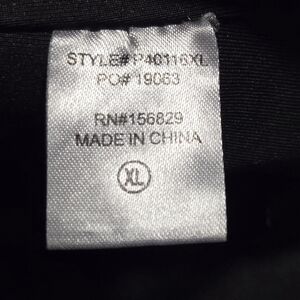 STYLE# P40116XL
PO# 19063
RN#156829
MADE IN CHINA
XL